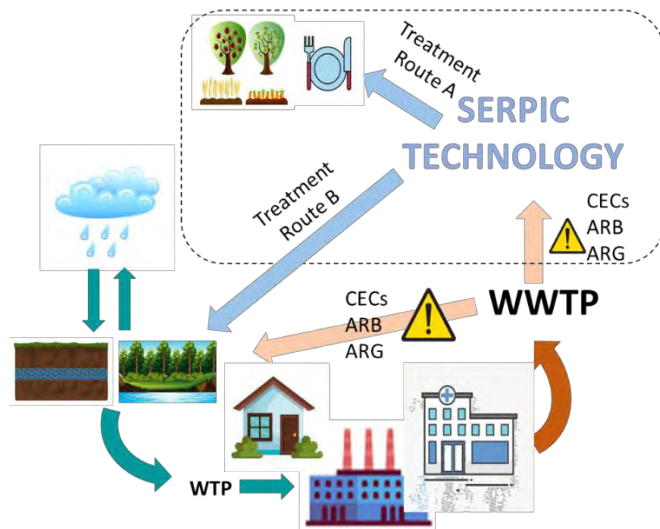 Treatment
Route A
SERPIC
TECHNOLOGY
Treatment
Route B
CECs
ARB
ARG
CECs
ARB
ARG
WWTP
WTP